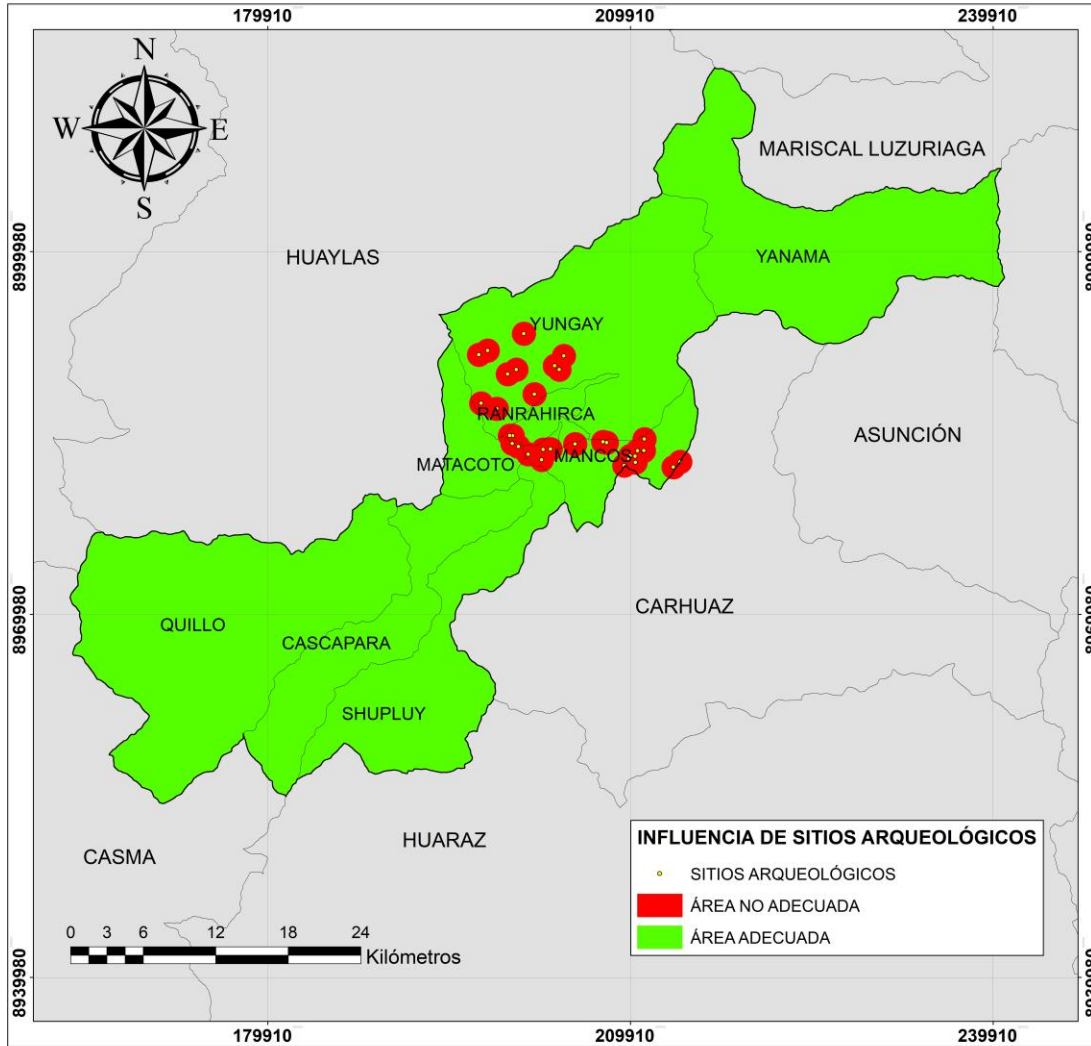 179910 209910 239910
N
W E
S
MARISCAL LUZURIAGA
HUAYLAS
YANAMA
8999980
8999980
YUNGAY
RANRAHIRCA
ASUNCIÓN
MATACOTO
MANCOS
8969980
8969980
CARHUAZ
QUILLO
CASCAPARA
SHUPLUY
HUARAZ
CASMA
INFLUENCIA DE SITIOS ARQUEOLÓGICOS
SITIOS ARQUEOLÓGICOS
ÁREA NO ADECUADA
ÁREA ADECUADA
0 3 6 12 18 24
Kilómetros
8939980
8939980
179910 209910 239910